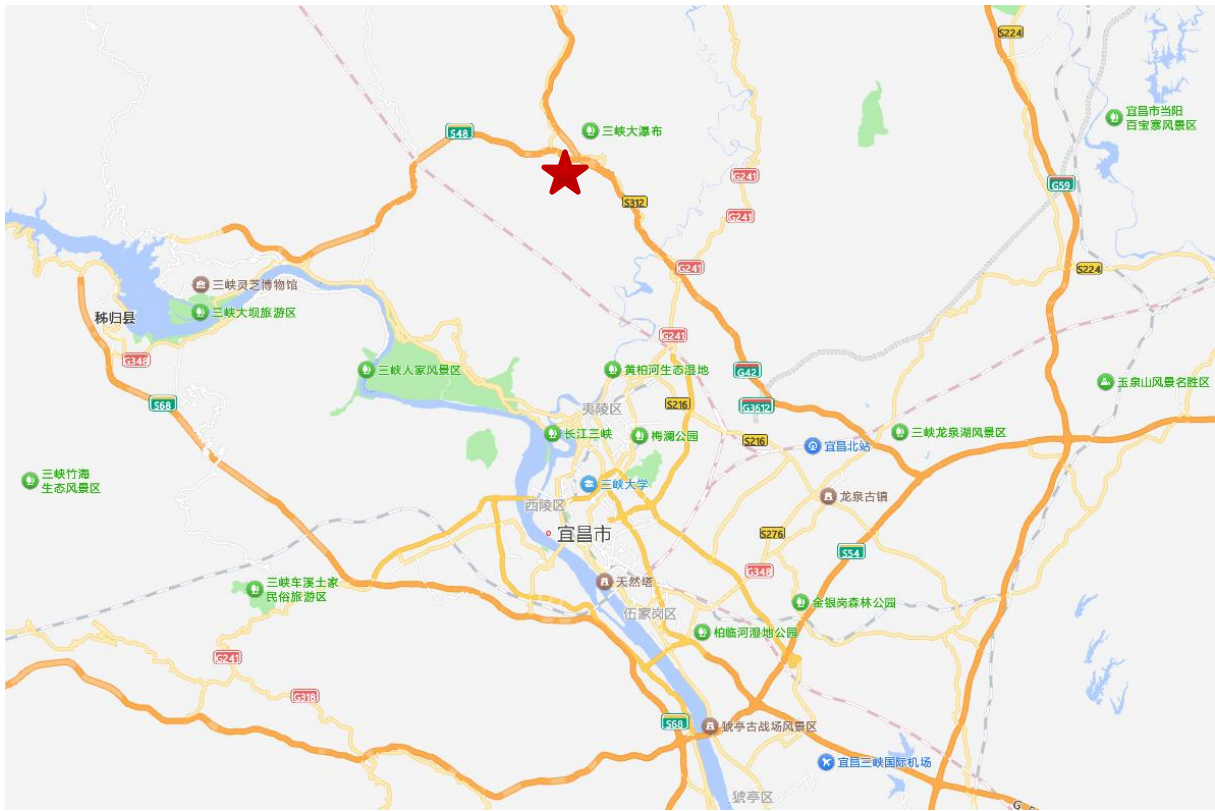 S224
宜昌市当阳
百宝寨风景区
S48
三峡大瀑布
G241
G59
S312
G241
G241
S224
三峡灵芝博物馆
三峡大坝旅游区
秭归县
G348
G241
三峡人家风景区
黄柏河生态湿地
G42
玉泉山风景名胜区
S68
夷陵区
S216
G3612
长江三峡
梅澜公园
S216
宜昌北站
三峡龙泉湖风景区
三峡竹海
生态风景区
三峡大学
西陵区
龙泉古镇
宜昌市
S276
S54
三峡车溪土家
民俗旅游区
天然塔
G348
伍家岗区
金银岗森林公园
柏临河湿地公园
G241
G318
S68
猇亭古战场风景区
宜昌三峡国际机场
猇亭区